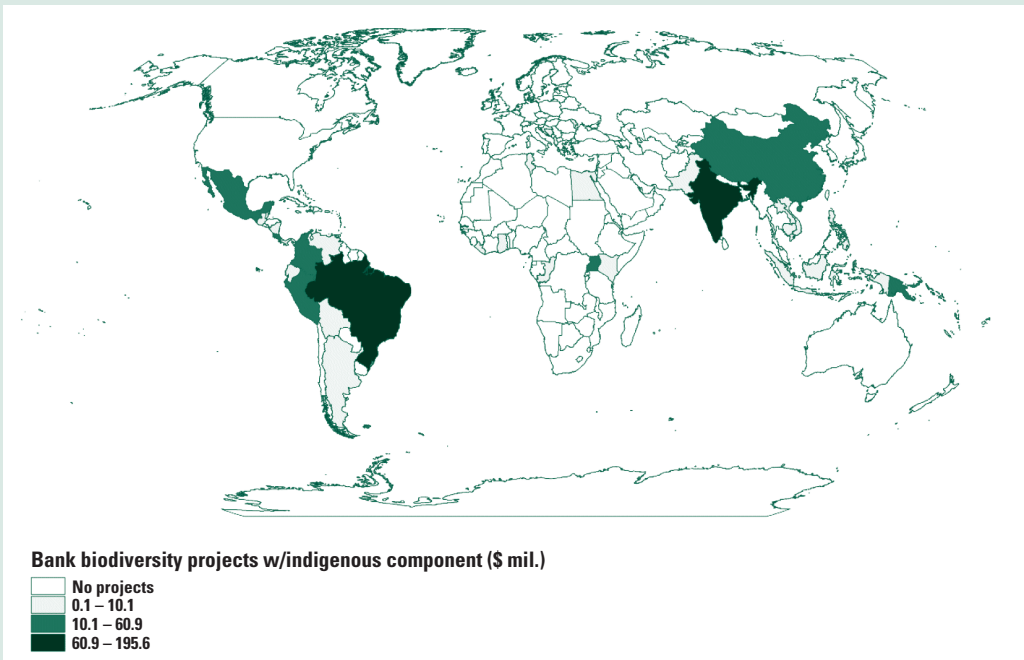 Bank biodiversity projects w/indigenous component ($ mil.)
No projects
0.1 – 10.1
10.1 – 60.9
60.9 – 195.6